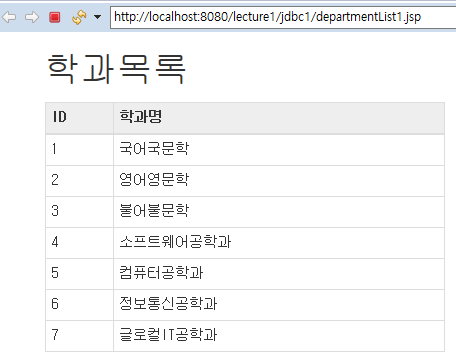 http://localhost:8080/lecture1/jdbc1/departmentList1.jsp
학과목록
ID 학과명
1 국어국문학
2 영어영문학
3 불어불문학
4 소프트웨어공학과
5 컴퓨터공학과
6 정보통신공학과
7 글로컬IT공학과